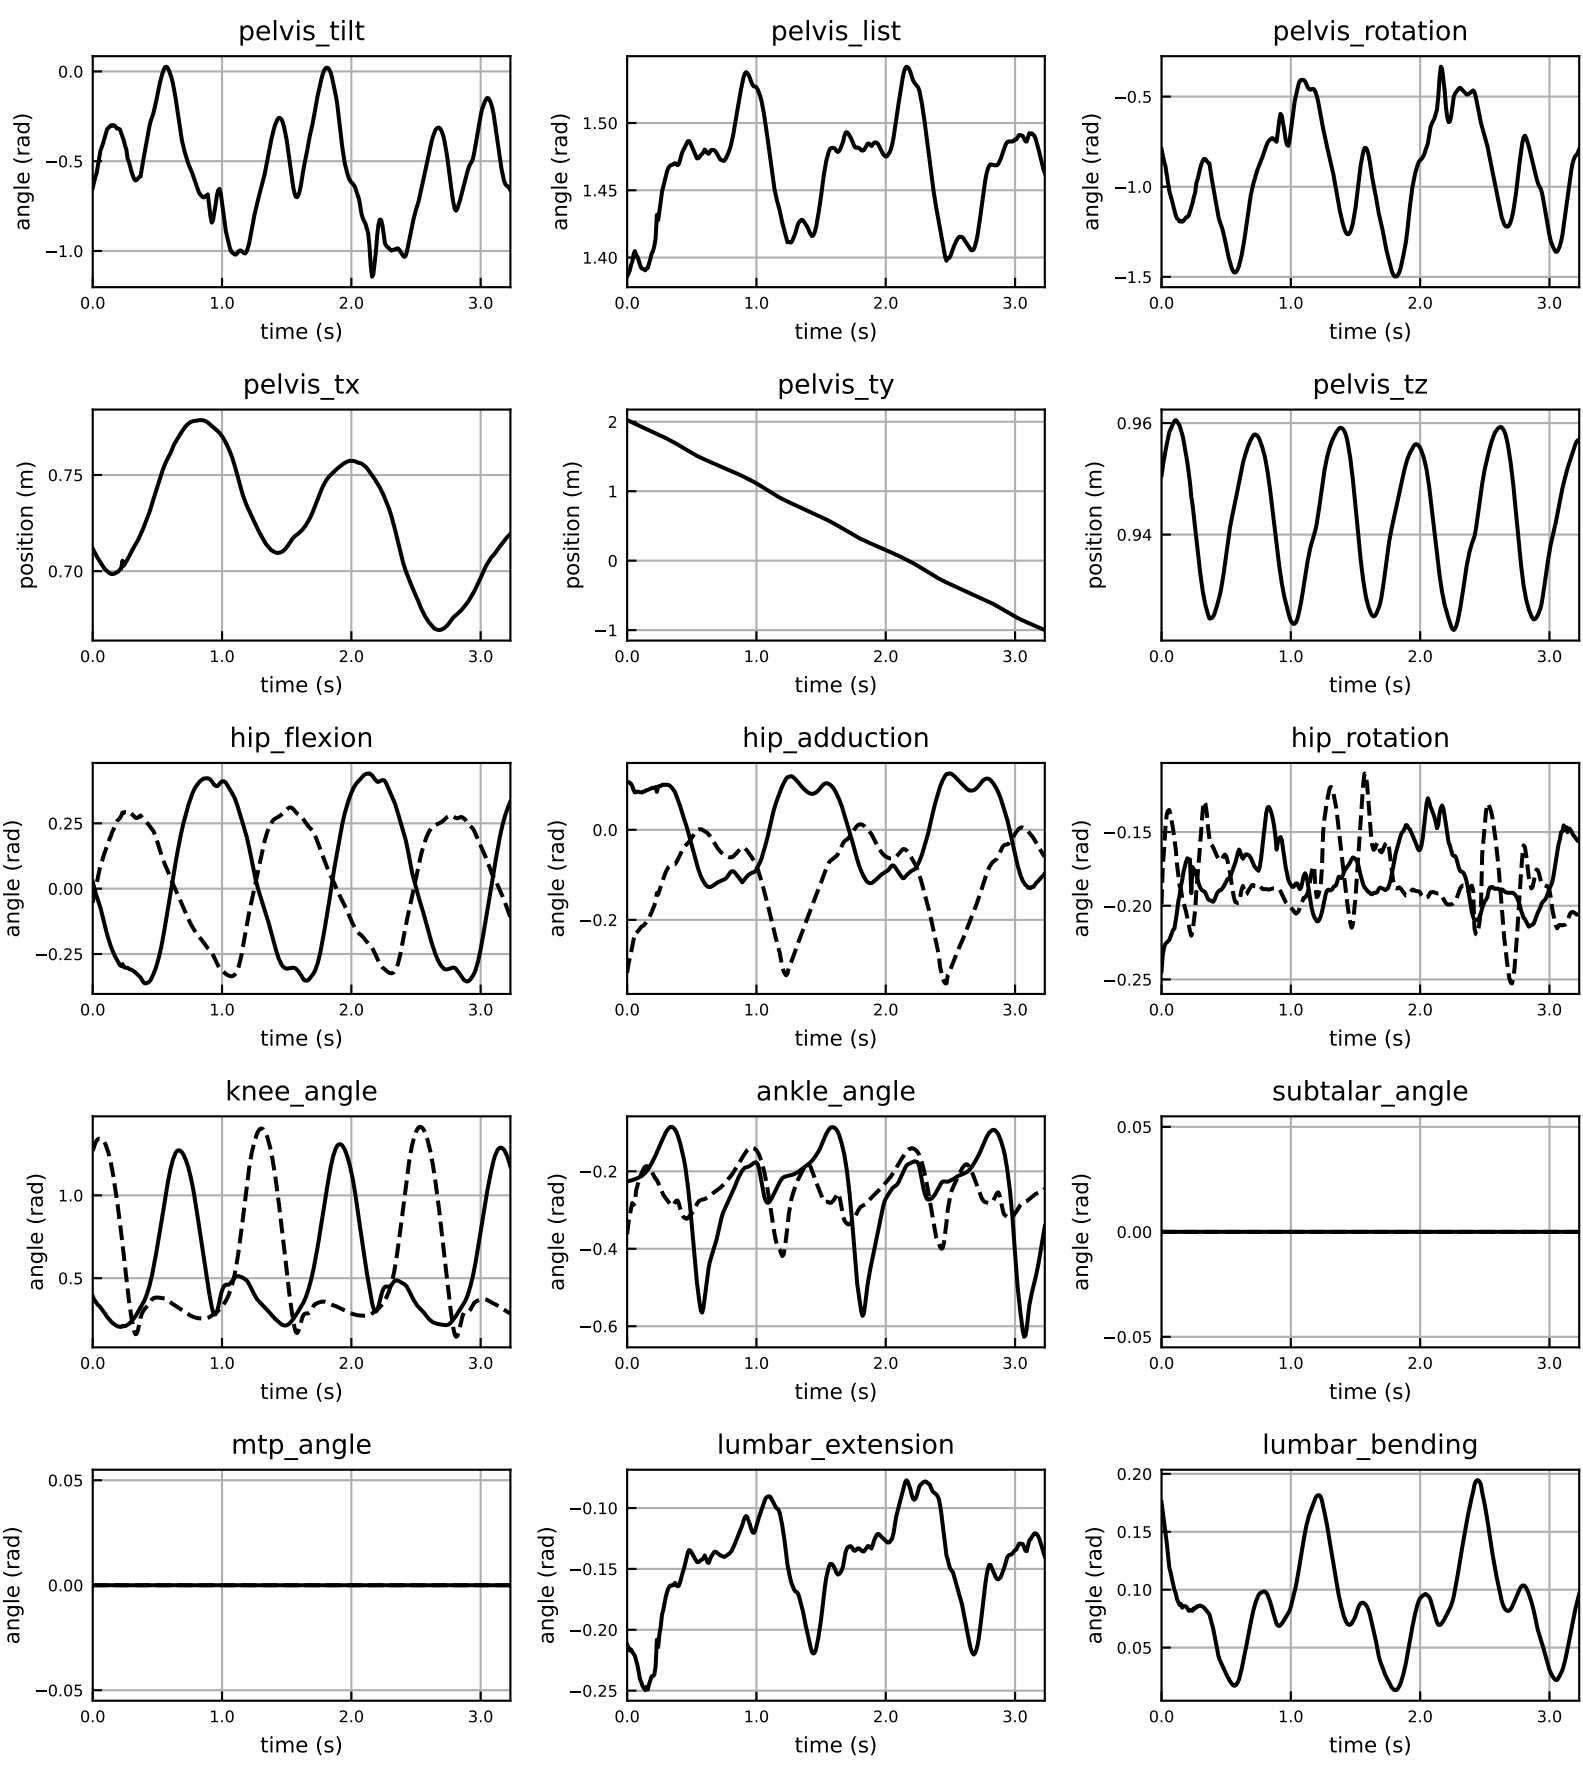 pelvis_tilt
pelvis_list
pelvis_rotation
angle (rad)
0.0
−0.5
−1.0
0.0 1.0 2.0 3.0
time (s)
angle (rad)
1.50
1.45
1.40
0.0 1.0 2.0 3.0
time (s)
angle (rad)
−0.5
−1.0
−1.5
0.0 1.0 2.0 3.0
time (s)
pelvis_tx
pelvis_ty
pelvis_tz
position (m)
0.75
0.70
0.0 1.0 2.0 3.0
time (s)
position (m)
2
1
0
−1
0.0 1.0 2.0 3.0
time (s)
position (m)
0.96
0.94
0.0 1.0 2.0 3.0
time (s)
hip_flexion
hip_adduction
hip_rotation
angle (rad)
0.25
0.00
−0.25
0.0 1.0 2.0 3.0
time (s)
angle (rad)
0.0
−0.2
0.0 1.0 2.0 3.0
time (s)
angle (rad)
−0.15
−0.20
−0.25
0.0 1.0 2.0 3.0
time (s)
knee_angle
ankle_angle
subtalar_angle
angle (rad)
1.0
0.5
0.0 1.0 2.0 3.0
time (s)
angle (rad)
−0.2
−0.4
−0.6
0.0 1.0 2.0 3.0
time (s)
angle (rad)
0.05
0.00
−0.05
0.0 1.0 2.0 3.0
time (s)
mtp_angle
lumbar_extension
lumbar_bending
angle (rad)
0.05
0.00
−0.05
0.0 1.0 2.0 3.0
time (s)
angle (rad)
−0.10
−0.15
−0.20
−0.25
0.0 1.0 2.0 3.0
time (s)
angle (rad)
0.20
0.15
0.10
0.05
0.0 1.0 2.0 3.0
time (s)